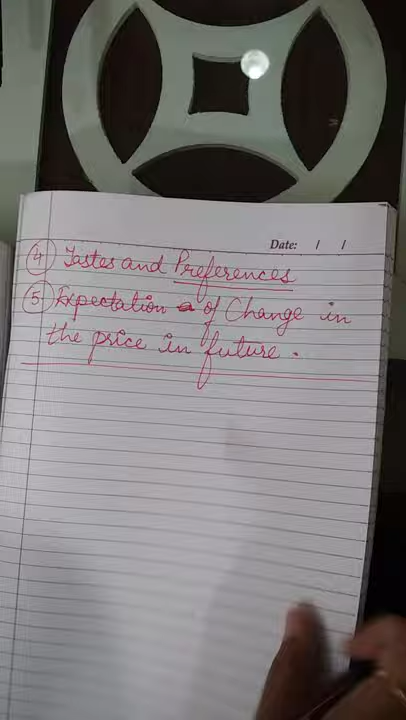 Date: / /
④ Tastes and Preferences
⑤ Expectation of Change in
the price in future.